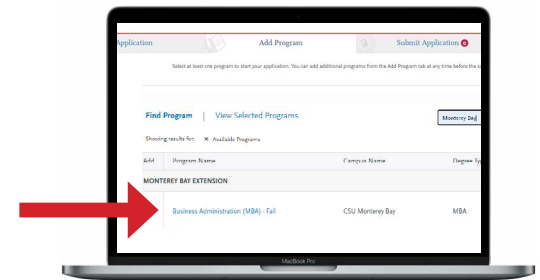 Application Add Program Submit Application 0
Select at least one program to start your application. You can add additional programs from the Add Program tab at any time before the
Find Program | View Selected Programs Monterey Bay
Showing results for: × Available Programs
Add Program Name Campus Name Degree Ty
MONTEREY BAY EXTENSION
Business Administration (MBA) - Fall CSU Monterey Bay MBA
MacBook Pro